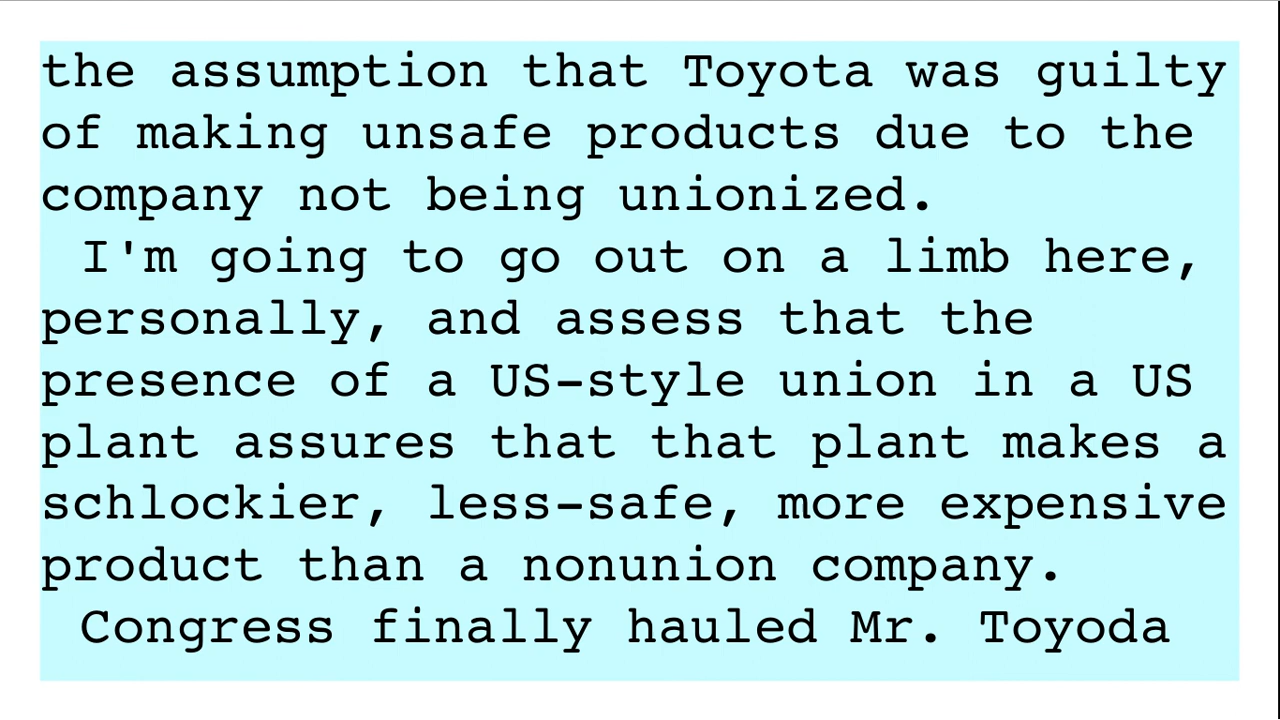 the assumption that Toyota was guilty
of making unsafe products due to the
company not being unionized.
I'm going to go out on a limb here,
personally, and assess that the
presence of a US-style union in a US
plant assures that that plant makes a
schlockier, less-safe, more expensive
product than a nonunion company.
Congress finally hauled Mr. Toyoda